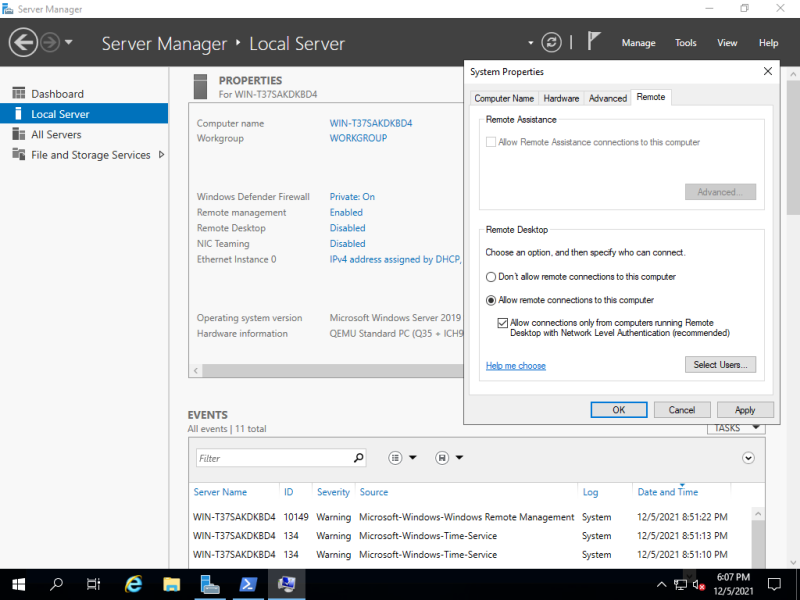 Server Manager
Server Manager • Local Server
Manage Tools View Help
Dashboard
Local Server
All Servers
File and Storage Services
PROPERTIES
For WIN-T37SAKDKBD4
Computer name WIN-T37SAKDKBD4
Workgroup WORKGROUP
Windows Defender Firewall Private: On
Remote management Enabled
Remote Desktop Disabled
NIC Teaming Disabled
Ethernet Instance 0 IPv4 address assigned by DHCP,
Operating system version Microsoft Windows Server 2019
Hardware information QEMU Standard PC (Q35 + ICH9
System Properties
Computer Name Hardware Advanced Remote
Remote Assistance
Allow Remote Assistance connections to this computer
Advanced...
Remote Desktop
Choose an option, and then specify who can connect.
Don't allow remote connections to this computer
Allow remote connections to this computer
Allow connections only from computers running Remote
Desktop with Network Level Authentication (recommended)
Help me choose Select Users...
OK Cancel Apply
EVENTS
All events | 11 total
TASKS
Filter
Server Name ID Severity Source Log Date and Time
WIN-T37SAKDKBD4 10149 Warning Microsoft-Windows-Windows Remote Management System 12/5/2021 8:51:22 PM
WIN-T37SAKDKBD4 134 Warning Microsoft-Windows-Time-Service System 12/5/2021 8:51:13 PM
WIN-T37SAKDKBD4 134 Warning Microsoft-Windows-Time-Service System 12/5/2021 8:51:10 PM
6:07 PM
12/5/2021